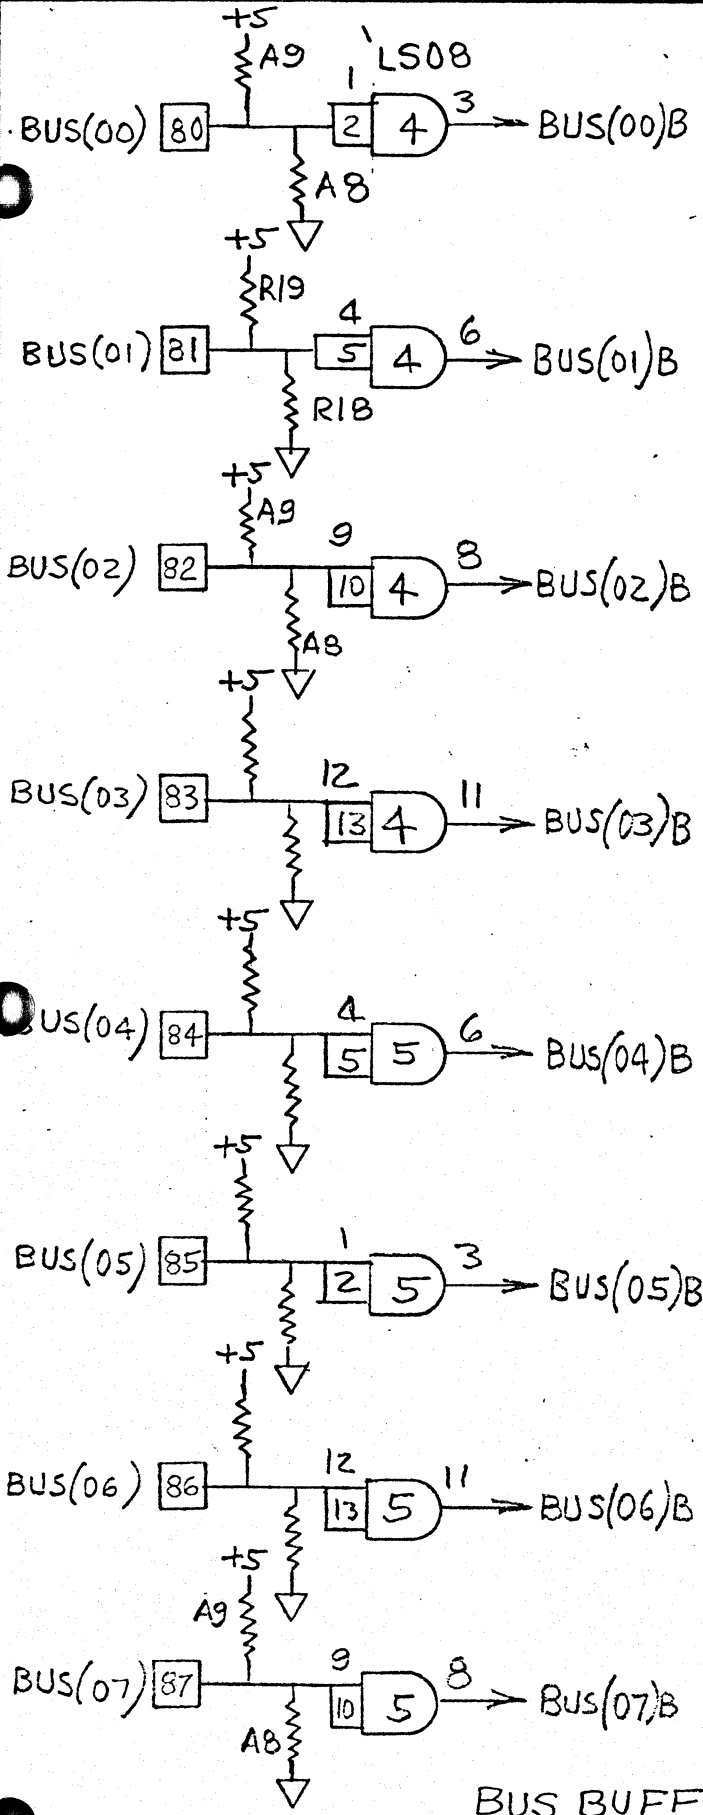 +5
A9
LS08
1
3
BUS(00) 80 2 4 BUS(00)B
A8
+5
R19
4
6
BUS(01) 81 5 4 BUS(01)B
R18
+5
A9
9
8
BUS(02) 82 10 4 BUS(02)B
A8
+5
12
11
BUS(03) 83 13 4 BUS(03)B
+5
4
6
US(04) 84 5 5 BUS(04)B
+5
1
3
BUS(05) 85 2 5 BUS(05)B
+5
12
11
BUS(06) 86 13 5 BUS(06)B
+5
A9
9
8
BUS(07) 87 10 5 BUS(07)B
A8
BUS BUFF